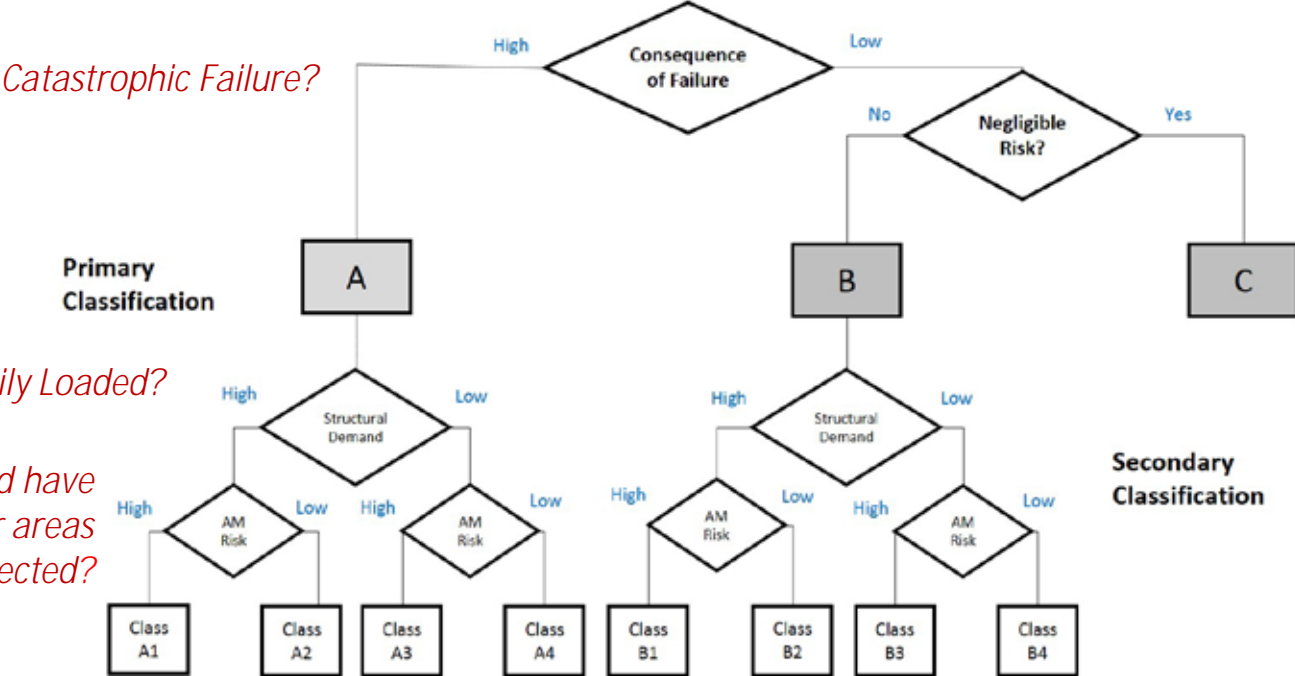 Consequence
of Failure
High
Low
Catastrophic Failure?
Negligible
Risk?
No
Yes
Primary
Classification
A
B
C
ily Loaded?
High
Structural
Demand
Low
High
Structural
Demand
Low
d have
r areas
ected?
Secondary
Classification
High
AM
Risk
Low
High
AM
Risk
Low
High
AM
Risk
Low
High
AM
Risk
Low
Class
A1
Class
A2
Class
A3
Class
A4
Class
B1
Class
B2
Class
B3
Class
B4